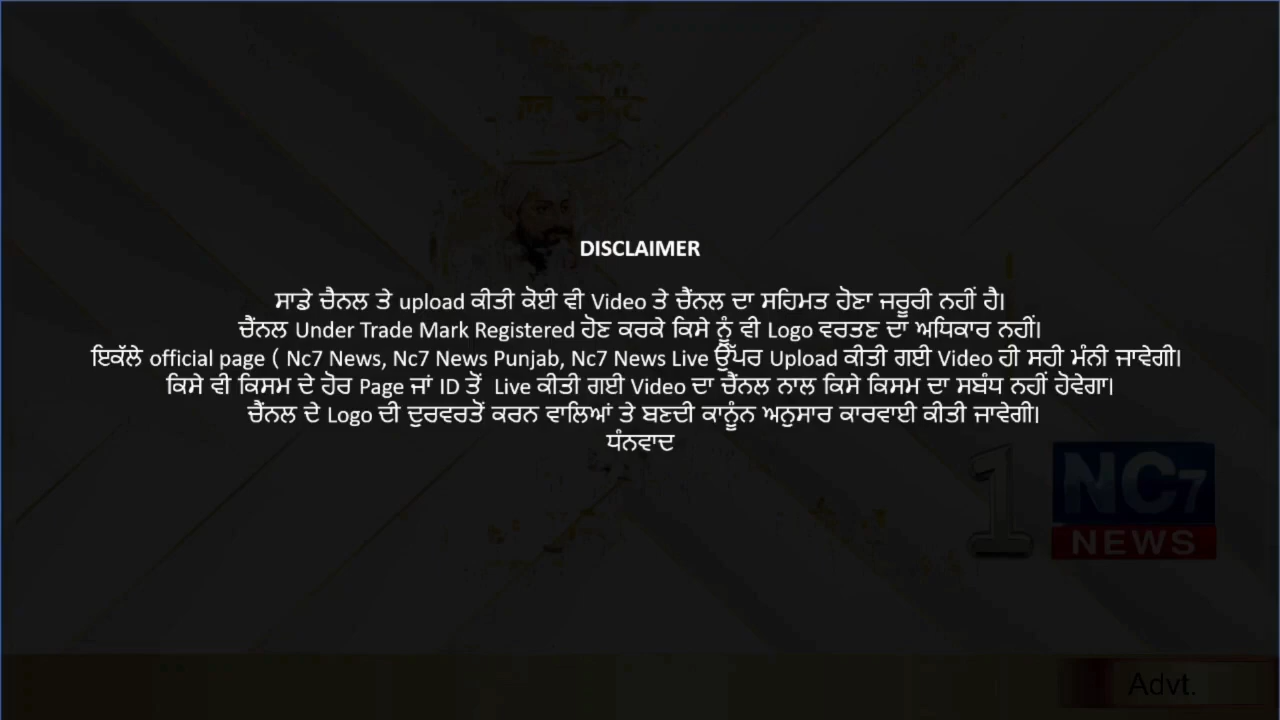 DISCLAIMER
ਸਾਡੇ ਚੈਨਲ ਤੇ upload ਕੀਤੀ ਕੋਈ ਵੀ Video ਤੇ ਚੈਂਨਲ ਦਾ ਸਹਿਮਤ ਹੋਣਾ ਜਰੂਰੀ ਨਹੀਂ ਹੈ।
ਚੈਂਨਲ Under Trade Mark Registered ਹੋਣ ਕਰਕੇ ਕਿਸੇ ਨੂੰ ਵੀ Logo ਵਰਤਣ ਦਾ ਅਧਿਕਾਰ ਨਹੀਂ।
ਇਕੱਲੇ official page ( Nc7 News, Nc7 News Punjab, Nc7 News Live ਉੱਪਰ Upload ਕੀਤੀ ਗਈ Video ਹੀ ਸਹੀ ਮੰਨੀ ਜਾਵੇਗੀ।
ਕਿਸੇ ਵੀ ਕਿਸਮ ਦੇ ਹੋਰ Page ਜਾਂ ID ਤੋਂ Live ਕੀਤੀ ਗਈ Video ਦਾ ਚੈਂਨਲ ਨਾਲ ਕਿਸੇ ਕਿਸਮ ਦਾ ਸਬੰਧ ਨਹੀਂ ਹੋਵੇਗਾ।
ਚੈਂਨਲ ਦੇ Logo ਦੀ ਦੁਰਵਰਤੋਂ ਕਰਨ ਵਾਲਿਆਂ ਤੇ ਬਣਦੀ ਕਾਨੂੰਨ ਅਨੁਸਾਰ ਕਾਰਵਾਈ ਕੀਤੀ ਜਾਵੇਗੀ।
ਧੰਨਵਾਦ
1 NC7
NEWS
Advt.